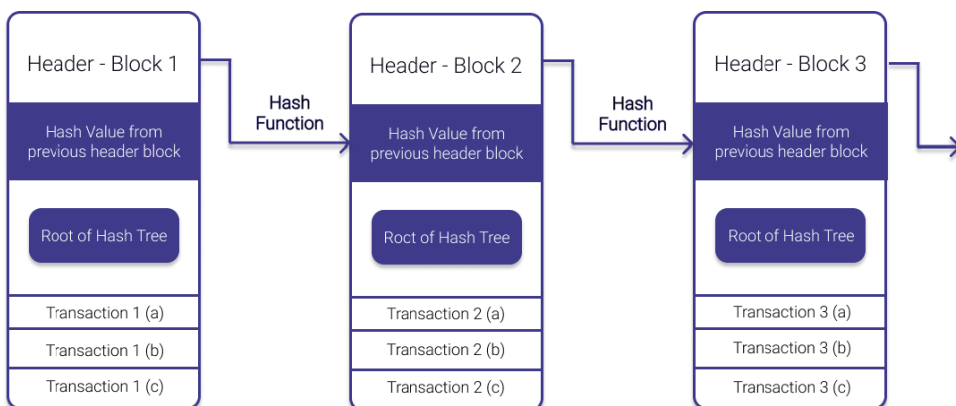 Header - Block 1
Hash Value from
previous header block
Root of Hash Tree
Transaction 1 (a)
Transaction 1 (b)
Transaction 1 (c)
Hash
Function
Header - Block 2
Hash Value from
previous header block
Roct of Hash Tree
Transaction 2 (a)
Transaction 2 (b)
Transaction 2 (c)
Hash
Function
Header - Block 3
Hash Value from
previous header block
Root of Hash Tree
Transaction 3 (a)
Transaction 3 (b)
Transaction 3 (c)